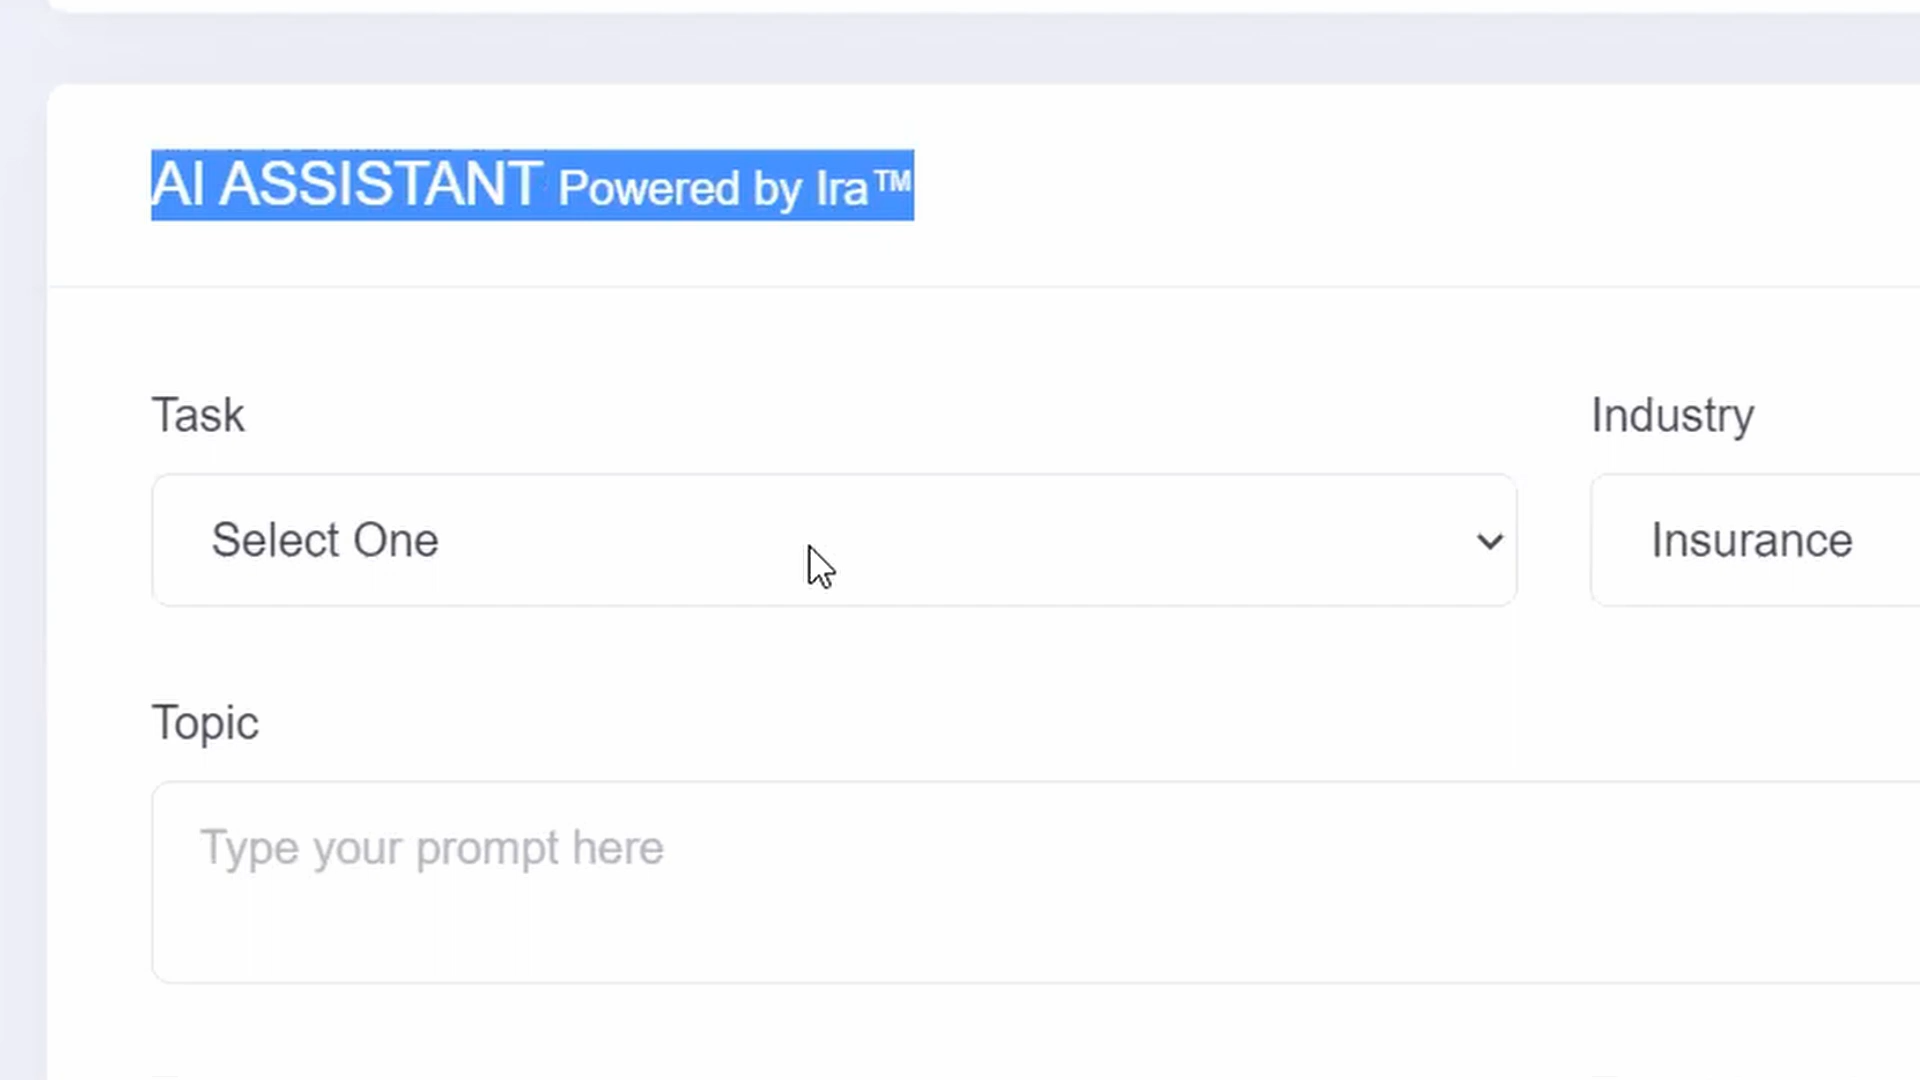 AI ASSISTANT Powered by Ira™
Task
Industry
Select One
Insurance
Topic
Type your prompt here